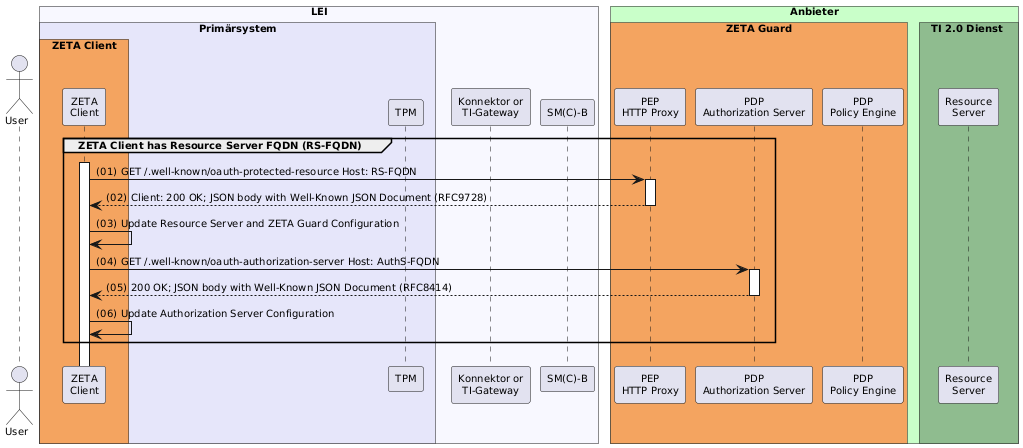 LEI
Anbieter
Primärsystem
ZETA Guard
TI 2.0 Dienst
ZETA Client
User
ZETA
Client
TPM
Konnektor or
TI-Gateway
SM(C)-B
PEP
HTTP Proxy
PDP
Authorization Server
PDP
Policy Engine
Resource
Server
ZETA Client has Resource Server FQDN (RS-FQDN)
(01) GET /.well-known/oauth-protected-resource Host: RS-FQDN
(02) Client: 200 OK; JSON body with Well-Known JSON Document (RFC9728)
(03) Update Resource Server and ZETA Guard Configuration
(04) GET /.well-known/oauth-authorization-server Host: AuthS-FQDN
(05) 200 OK; JSON body with Well-Known JSON Document (RFC8414)
(06) Update Authorization Server Configuration
User
ZETA
Client
TPM
Konnektor or
TI-Gateway
SM(C)-B
PEP
HTTP Proxy
PDP
Authorization Server
PDP
Policy Engine
Resource
Server